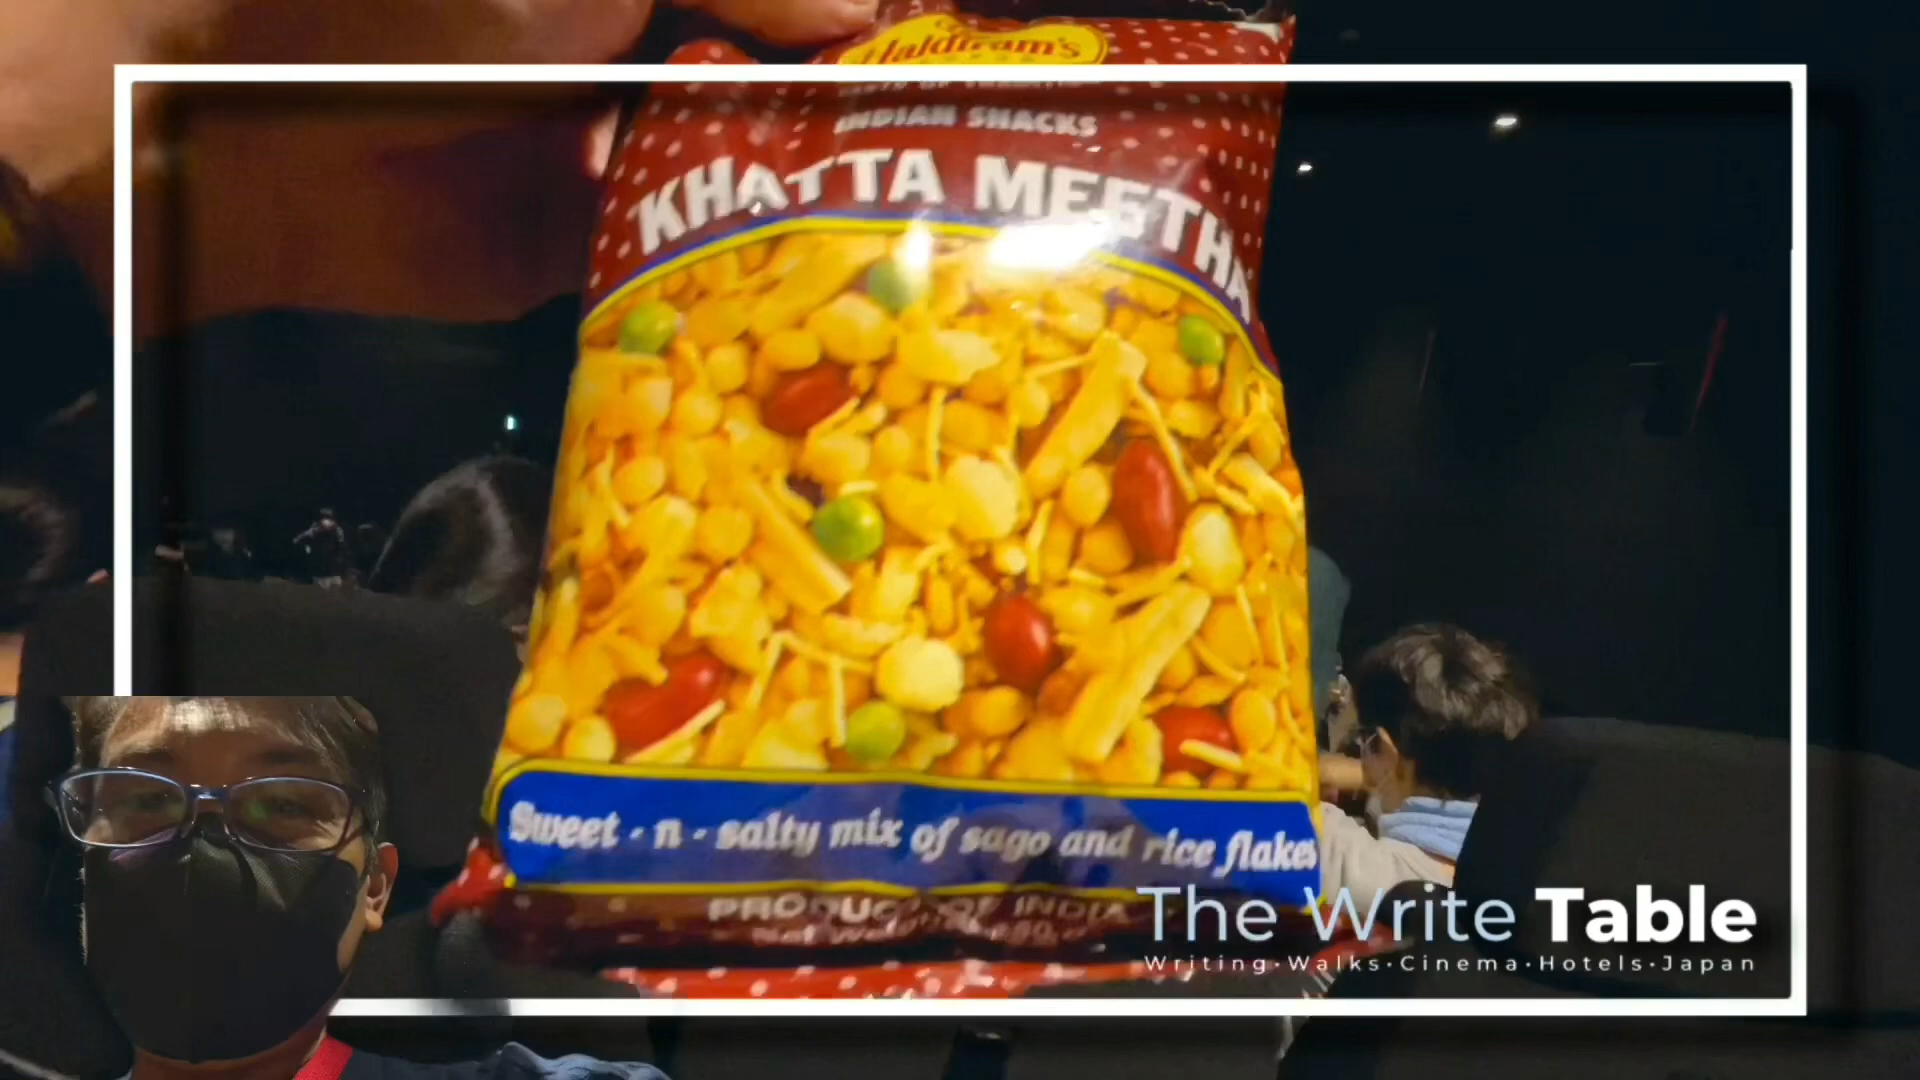 Haldiram's
INDIAN SNACKS
KHATTA MEETHA
Sweet - n - salty mix of sago and rice flakes
PRODUCT OF INDIA
The Write Table
Writing•Walks•Cinema•Hotels•Japan